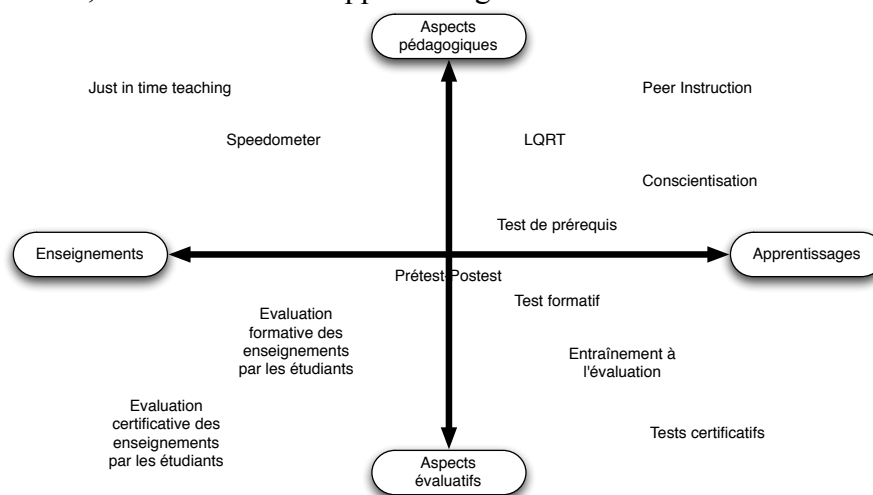 Aspects
pédagogiques
Just in time teaching
Peer Instruction
Speedometer
LQRT
Conscientisation
Test de prérequis
Enseignements
Apprentissages
Prétest-Postest
Test formatif
Evaluation
formative des
enseignements
par les étudiants
Entraînement à
l'évaluation
Evaluation
certificative des
enseignements
par les étudiants
Tests certificatifs
Aspects
évaluatifs